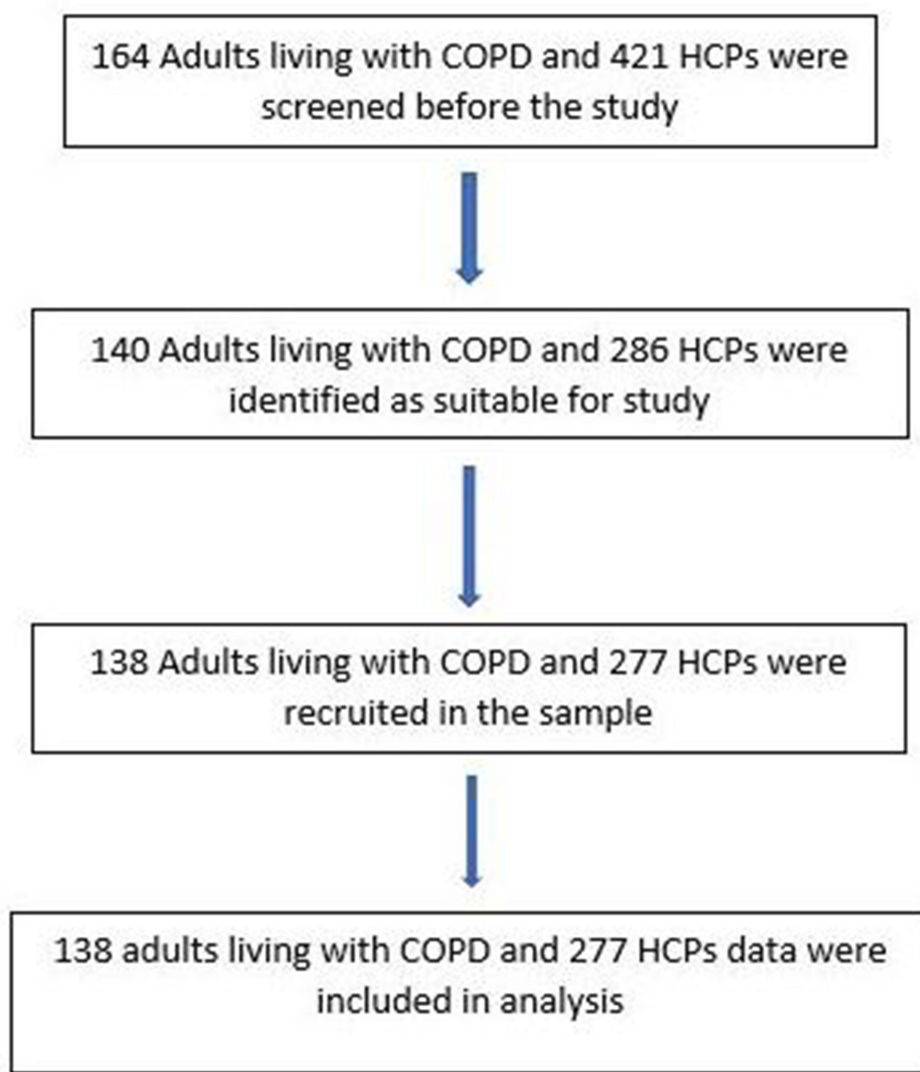 164 Adults living with COPD and 421 HCPs were
screened before the study
140 Adults living with COPD and 286 HCPs were
identified as suitable for study
138 Adults living with COPD and 277 HCPs were
recruited in the sample
138 adults living with COPD and 277 HCPs data were
included in analysis